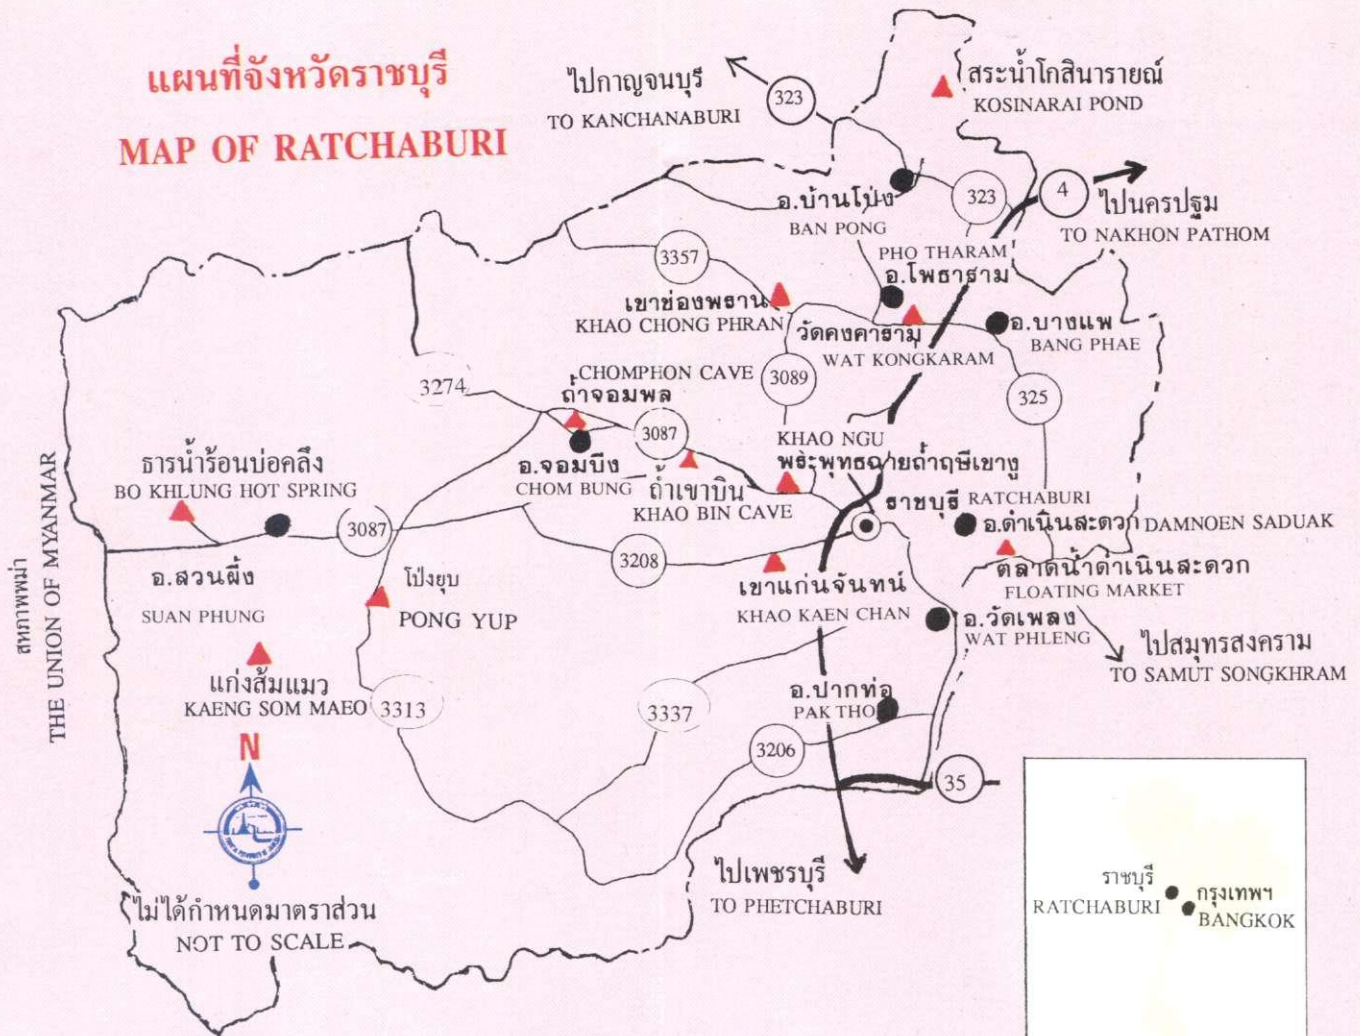 แผนที่จังหวัดราชบุรี
MAP OF RATCHABURI
ไปกาญจนบุรี
TO KANCHANABURI
323
สระน้ำโกสินารายณ์
KOSINARAI POND
4
ไปนครปฐม
TO NAKHON PATHOM
อ.บ้านโป่ง
BAN PONG
323
PHO THARAM
อ.โพธาราม
3357
เขาช่องพราน
KHAO CHONG PHRAN
วัดคงคาราม
WAT KONGKARAM
อ.บางแพ
BANG PHAE
3274
CHOMPHON CAVE
ถ้ำจอมพล
3089
325
3087
อ.จอมบึง
CHOM BUNG
ถ้ำเขาบิน
KHAO BIN CAVE
KHAO NGU
พระพุทธฉายถ้ำฤษีเขางู
ราชบุรี RATCHABURI
อ.ดำเนินสะดวก DAMNOEN SADUAK
ตลาดน้ำดำเนินสะดวก
FLOATING MARKET
ธารน้ำร้อนบ่อคลึง
BO KHLUNG HOT SPRING
3087
3208
เขาแก่นจันทน์
KHAO KAEN CHAN
อ.สวนผึ้ง
SUAN PHUNG
โป่งยุบ
PONG YUP
อ.วัดเพลง
WAT PHLENG
ไปสมุทรสงคราม
TO SAMUT SONGKHRAM
สหภาพพม่า
THE UNION OF MYANMAR
แก่งส้มแมว
KAENG SOM MAEO
3313
3337
อ.ปากท่อ
PAK THO
3206
35
N
ไม่ได้กำหนดมาตราส่วน
NOT TO SCALE
ไปเพชรบุรี
TO PHETCHABURI
ราชบุรี
RATCHABURI
กรุงเทพฯ
BANGKOK